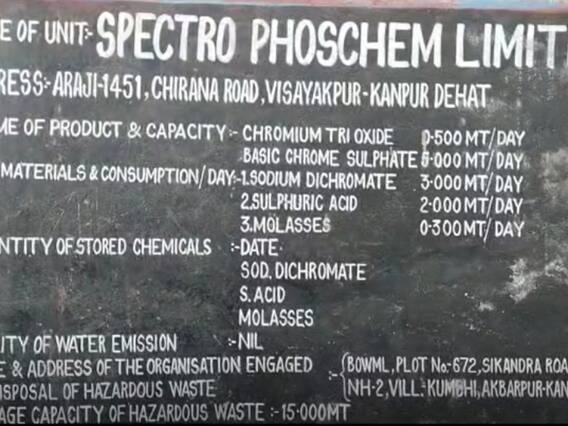 E OF UNIT:- SPECTRO PHOSCHEM LIMIT
RESS:- ARAJI-1451, CHIRANA ROAD, VISAYAKPUR-KANPUR DEHAT
ME OF PRODUCT & CAPACITY :- CHROMIUM TRI OXIDE 0-500 MT/DAY
BASIC CHROME SULPHATE 5-000 MT/DAY
MATERIALS & CONSUMPTION/DAY:-1.SODIUM DICHROMATE 3-000 MT/DAY
2.SULPHURIC ACID 2-000 MT/DAY
3.MOLASSES 0-300 MT/DAY
NTITY OF STORED CHEMICALS :-DATE
SOD. DICHROMATE
S. ACID
MOLASSES
ITY OF WATER EMISSION :-NIL
E & ADDRESS OF THE ORGANISATION ENGAGED :- {BOWML, PLOT No:-672, SIKANDRA ROA
ISPOSAL OF HAZARDOUS WASTE NH-2, VILL.-KUMBHI, AKBARPUR-KAN
AGE CAPACITY OF HAZARDOUS WASTE :-15-000MT